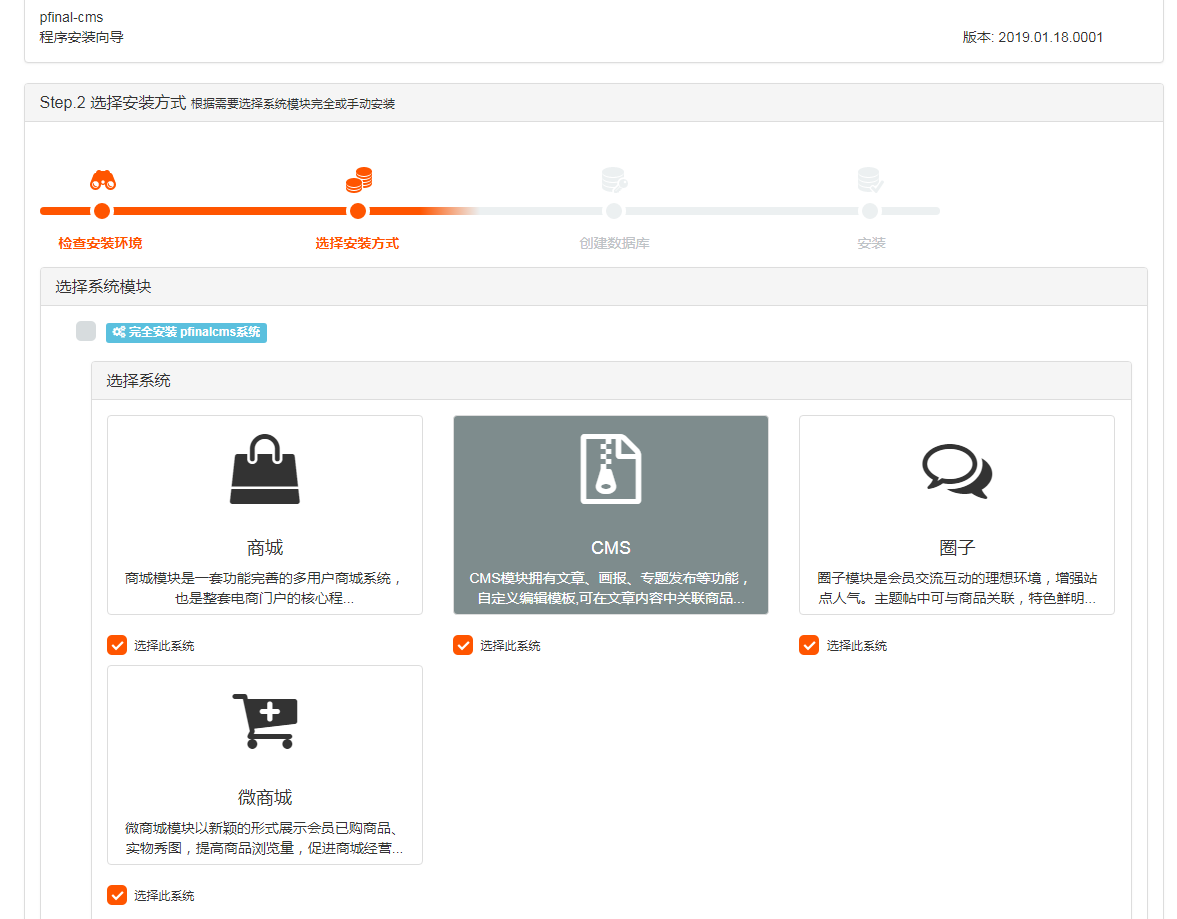 pfinal-cms
程序安装向导
版本: 2019.01.18.0001
Step.2 选择安装方式 根据需要选择系统模块完全或手动安装
检查安装环境
选择安装方式
创建数据库
安装
选择系统模块
完全安装 pfinalcms系统
选择系统
商城
商城模块是一套功能完善的多用户商城系统，
也是整套电商门户的核心程...
选择此系统
CMS
CMS模块拥有文章、画报、专题发布等功能，
自定义编辑模板,可在文章内容中关联商品...
选择此系统
圈子
圈子模块是会员交流互动的理想环境，增强站
点人气。主题帖中可与商品关联，特色鲜明...
选择此系统
微商城
微商城模块以新颖的形式展示会员已购商品、
实物秀图，提高商品浏览量，促进商城经营...
选择此系统